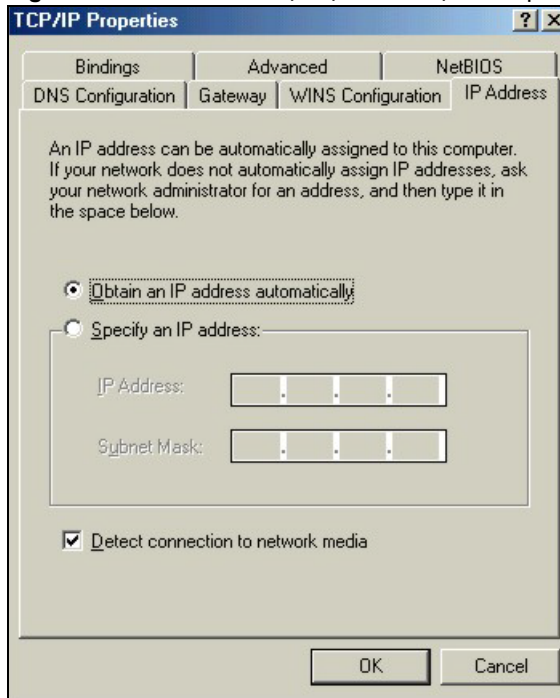 TCP/IP Properties
Bindings
Advanced
NetBIOS
DNS Configuration
Gateway
WINS Configuration
IP Address
An IP address can be automatically assigned to this computer.
If your network does not automatically assign IP addresses, ask
your network administrator for an address, and then type it in
the space below.
Obtain an IP address automatically
Specify an IP address:
IP Address:
Subnet Mask:
Detect connection to network media
OK
Cancel